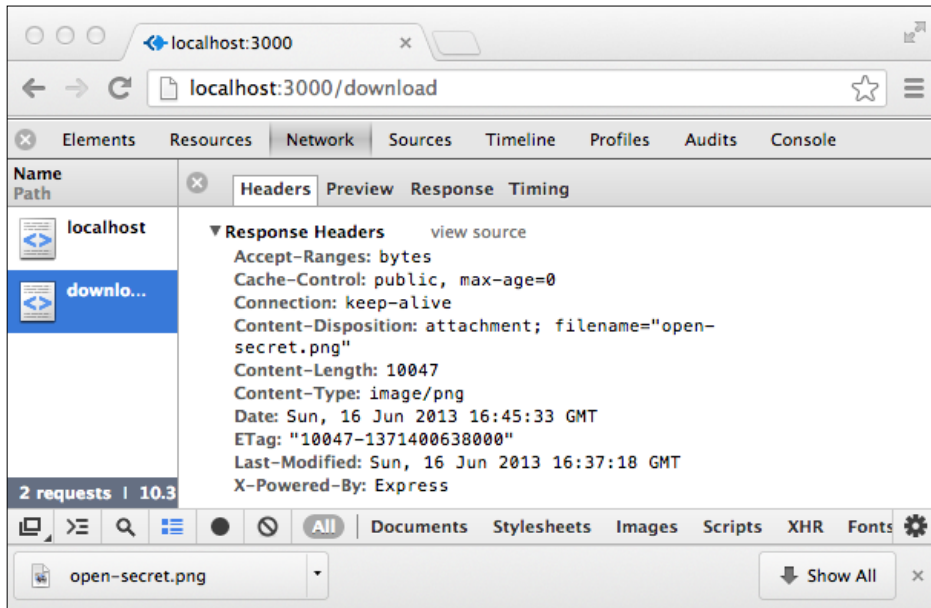 localhost:3000
localhost:3000/download
Elements Resources Network Sources Timeline Profiles Audits Console
Name
Path
Headers Preview Response Timing
localhost
downlo...
Response Headers view source
Accept-Ranges: bytes
Cache-Control: public, max-age=0
Connection: keep-alive
Content-Disposition: attachment; filename="open-
secret.png"
Content-Length: 10047
Content-Type: image/png
Date: Sun, 16 Jun 2013 16:45:33 GMT
ETag: "10047-1371400638000"
Last-Modified: Sun, 16 Jun 2013 16:37:18 GMT
X-Powered-By: Express
2 requests | 10.3
All Documents Stylesheets Images Scripts XHR Fonts
open-secret.png
Show All